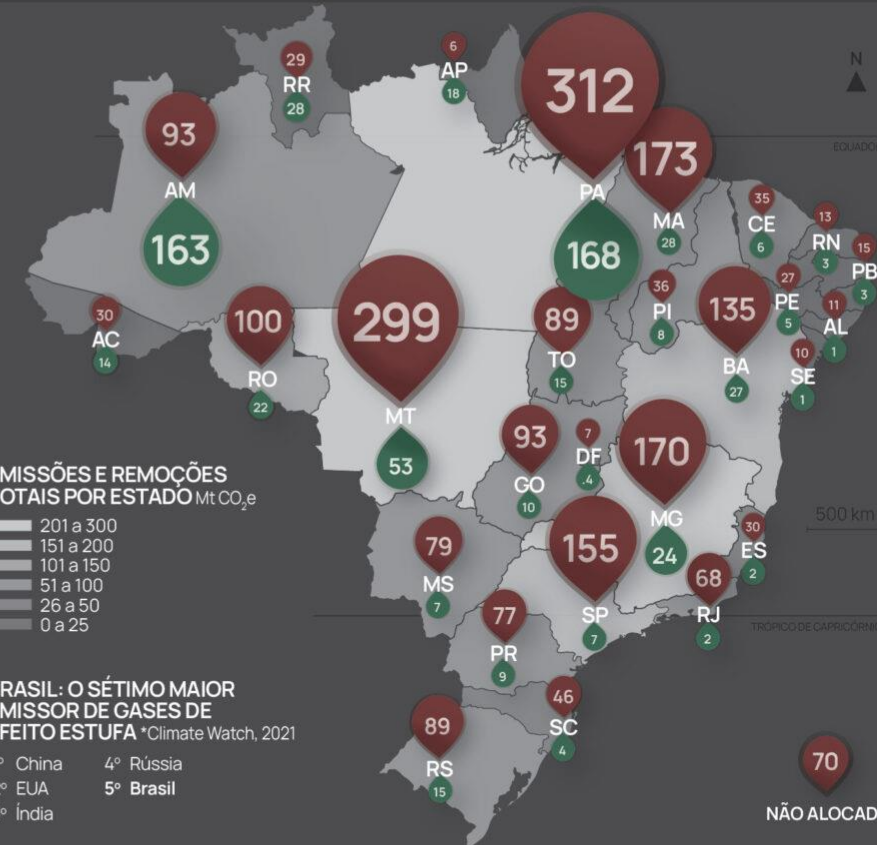 6
AP
18
29
RR
28
312
PA
168
N
EQUADO
93
AM
163
173
MA
28
35
CE
6
13
RN
3
15
PB
3
30
AC
14
100
RO
22
299
MT
53
89
TO
15
36
PI
8
135
BA
27
27
PE
5
11
AL
1
10
SE
1
93
GO
10
7
DF
.4
170
MG
24
MISSÕES E REMOÇÕES
OTAIS POR ESTADO Mt CO₂e
201 a 300
151 a 200
101 a 150
51 a 100
26 a 50
0 a 25
500 km
79
MS
7
155
SP
7
30
ES
2
68
RJ
2
TRÓPICO DE CAPRICÓRNI
77
PR
9
RASIL: O SÉTIMO MAIOR
MISSOR DE GASES DE
FEITO ESTUFA *Climate Watch, 2021
º China 4º Rússia
º EUA 5º Brasil
º Índia
89
RS
15
46
SC
4
70
NÃO ALOCAD